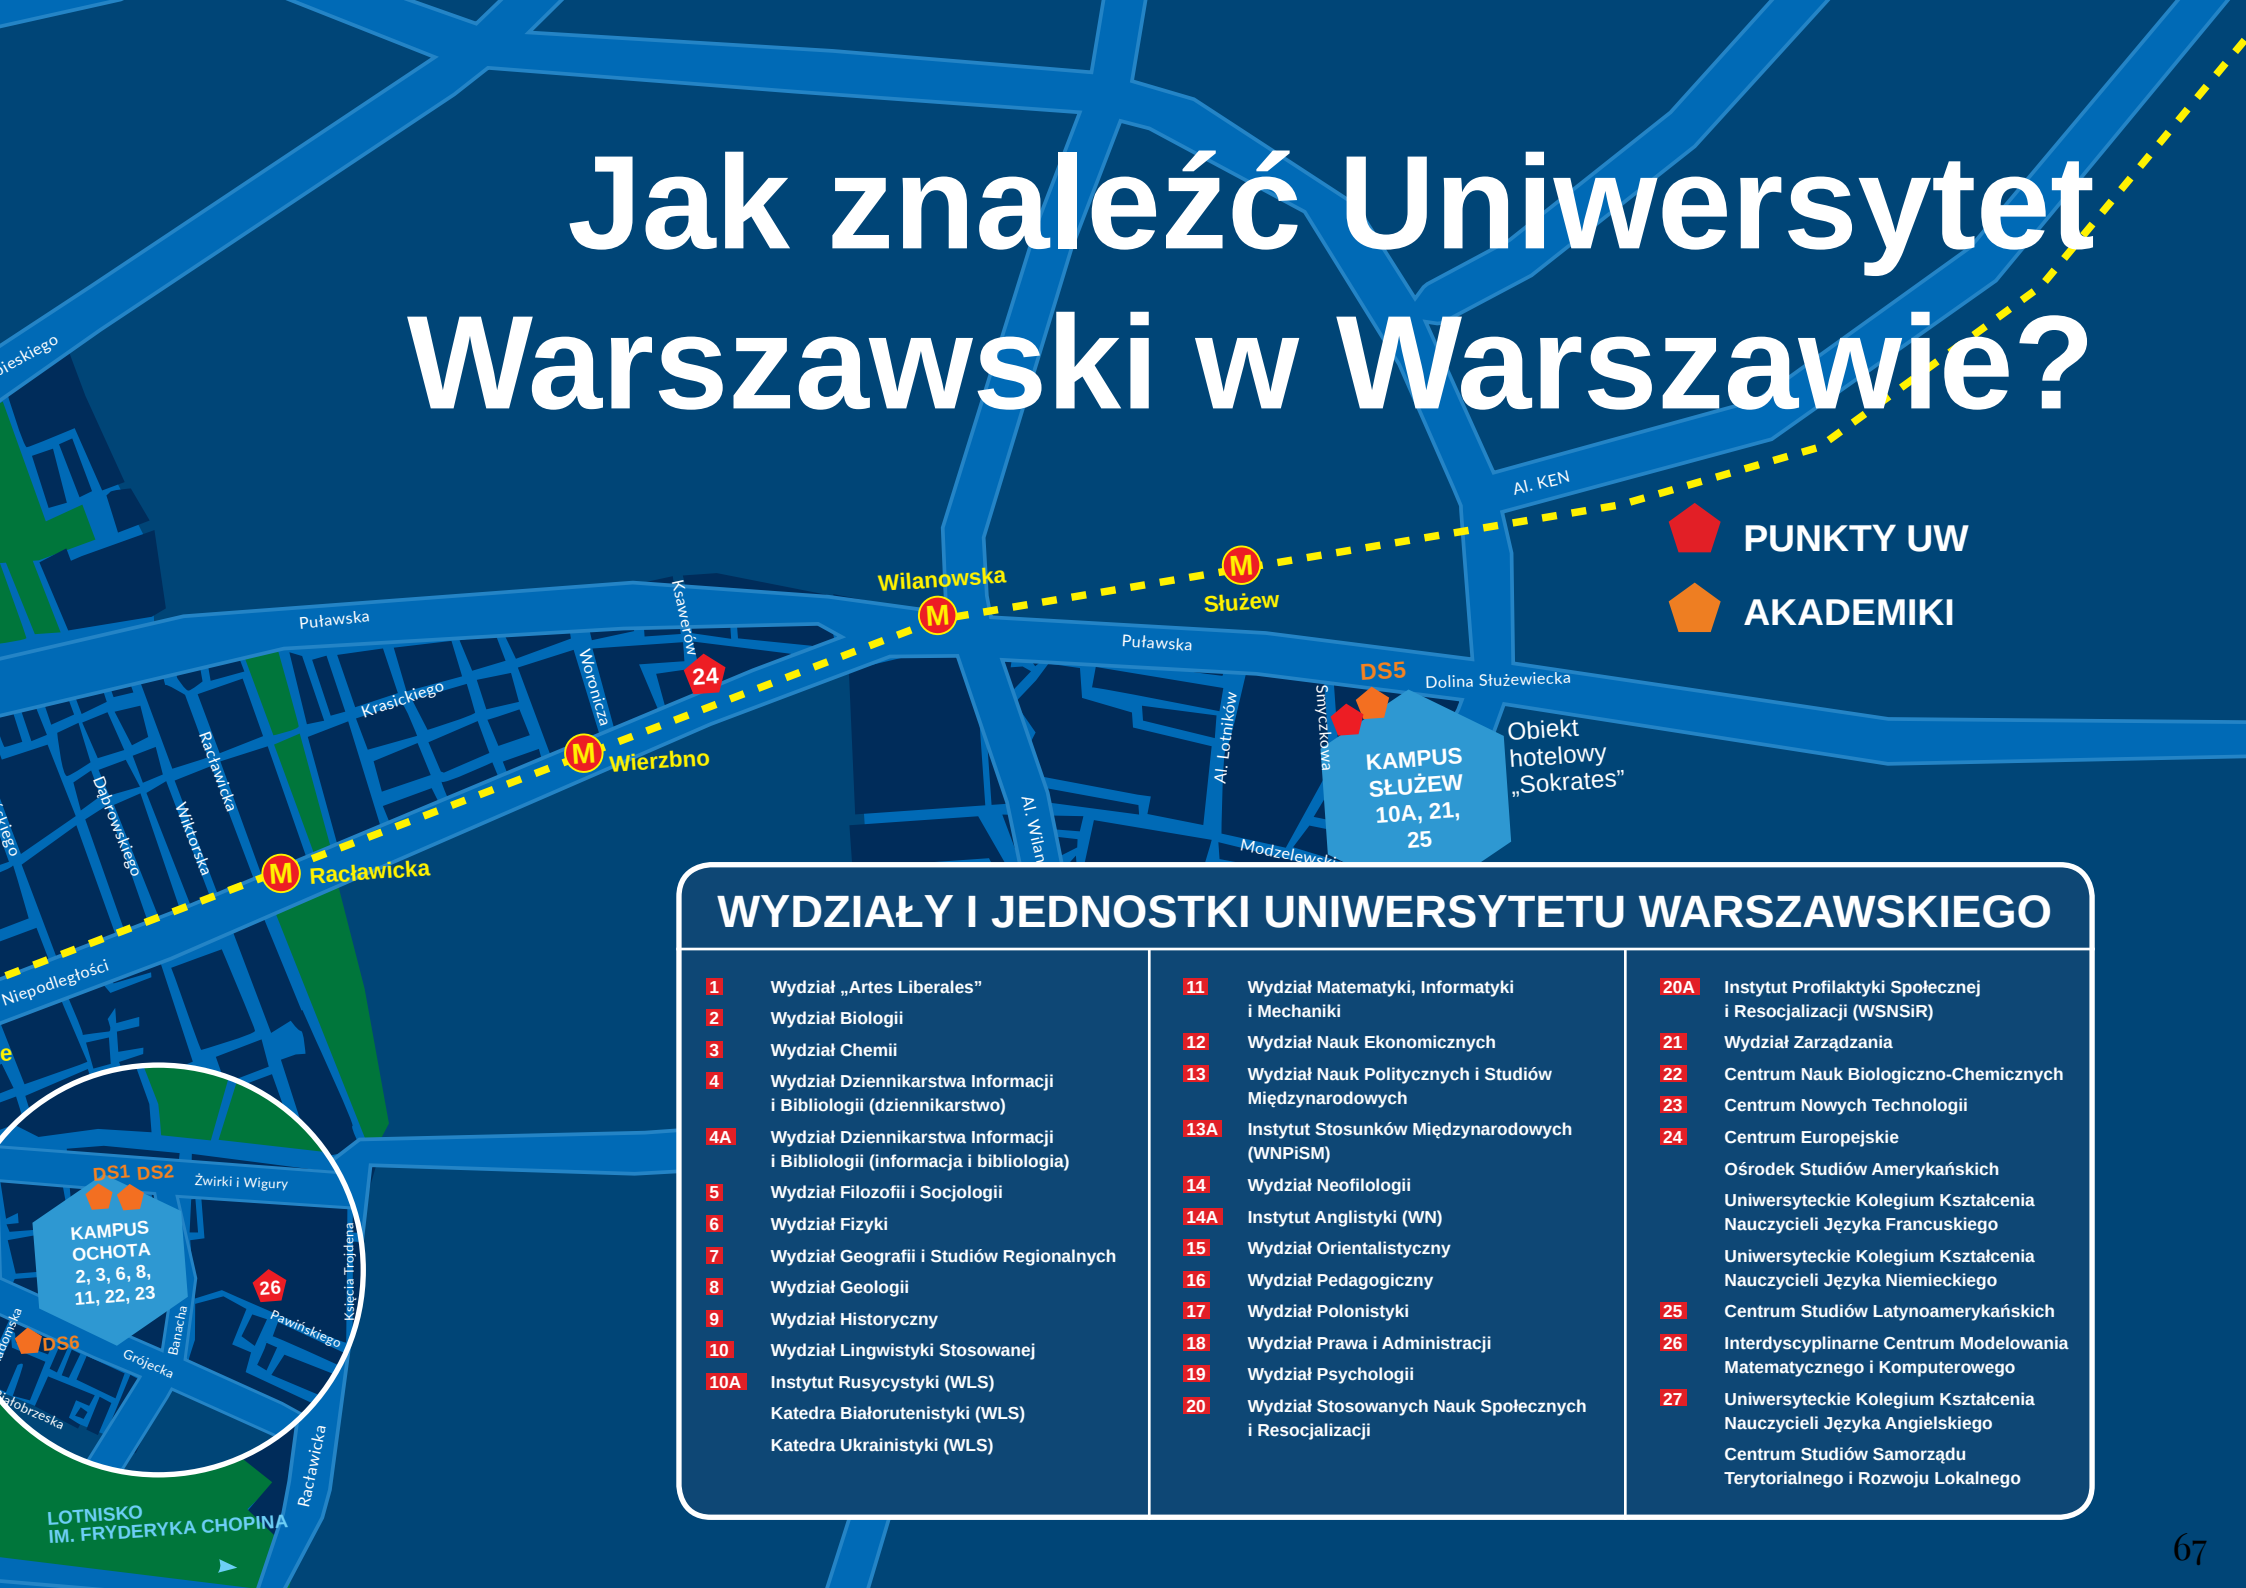 Jak znaleźć Uniwersytet
Warszawski w Warszawie?
PUNKTY UW
AKADEMIKI
Puławska
Ksawerów
Wilanowska
M
M
Służew
Al. KEN
Puławska
24
Krasickiego
Woronicza
M
Wierzbno
Racławicka
Dąbrowskiego
Wiktorska
M
Racławicka
Niepodległości
Al. Lotników
Smyczkowa
DS5
Dolina Służewiecka
KAMPUS
SŁUŻEW
10A, 21,
25
Obiekt
hotelowy
„Sokrates”
WYDZIAŁY I JEDNOSTKI UNIWERSYTETU WARSZAWSKIEGO
1 Wydział „Artes Liberales”
2 Wydział Biologii
3 Wydział Chemii
4 Wydział Dziennikarstwa Informacji
i Bibliologii (dziennikarstwo)
4A Wydział Dziennikarstwa Informacji
i Bibliologii (informacja i bibliologia)
5 Wydział Filozofii i Socjologii
6 Wydział Fizyki
7 Wydział Geografii i Studiów Regionalnych
8 Wydział Geologii
9 Wydział Historyczny
10 Wydział Lingwistyki Stosowanej
10A Instytut Rusycystyki (WLS)
Katedra Białorutenistyki (WLS)
Katedra Ukrainistyki (WLS)
11 Wydział Matematyki, Informatyki
i Mechaniki
12 Wydział Nauk Ekonomicznych
13 Wydział Nauk Politycznych i Studiów
Międzynarodowych
13A Instytut Stosunków Międzynarodowych
(WNPiSM)
14 Wydział Neofilologii
14A Instytut Anglistyki (WN)
15 Wydział Orientalistyczny
16 Wydział Pedagogiczny
17 Wydział Polonistyki
18 Wydział Prawa i Administracji
19 Wydział Psychologii
20 Wydział Stosowanych Nauk Społecznych
i Resocjalizacji
20A Instytut Profilaktyki Społecznej
i Resocjalizacji (WSNSiR)
21 Wydział Zarządzania
22 Centrum Nauk Biologiczno-Chemicznych
23 Centrum Nowych Technologii
24 Centrum Europejskie
Ośrodek Studiów Amerykańskich
Uniwersyteckie Kolegium Kształcenia
Nauczycieli Języka Francuskiego
Uniwersyteckie Kolegium Kształcenia
Nauczycieli Języka Niemieckiego
25 Centrum Studiów Latynoamerykańskich
26 Interdyscyplinarne Centrum Modelowania
Matematycznego i Komputerowego
27 Uniwersyteckie Kolegium Kształcenia
Nauczycieli Języka Angielskiego
Centrum Studiów Samorządu
Terytorialnego i Rozwoju Lokalnego
DS1 DS2
Żwirki i Wigury
KAMPUS
OCHOTA
2, 3, 6, 8,
11, 22, 23
26
Księcia Trojdena
Pawińskiego
Banacha
DS6
Grójecka
Racławicka
LOTNISKO
IM. FRYDERYKA CHOPINA
67